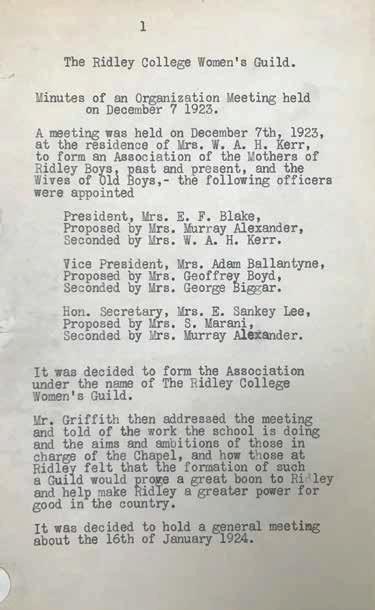 1
The Ridley College Women's Guild.
Minutes of an Organization Meeting held
on December 7 1923.
A meeting was held on December 7th, 1923,
at the residence of Mrs. W. A. H. Kerr,
to form an Association of the Mothers of
Ridley Boys, past and present, and the
Wives of Old Boys,- the following officers
were appointed
President, Mrs. E. F. Blake,
Proposed by Mrs. Murray Alexander,
Seconded by Mrs. W. A. H. Kerr.
Vice President, Mrs. Adam Ballantyne,
Proposed by Mrs. Geoffrey Boyd,
Seconded by Mrs. George Biggar.
Hon. Secretary, Mrs. E. Sankey Lee,
Proposed by Mrs. S. Marani,
Seconded by Mrs. Murray Alexander.
It was decided to form the Association
under the name of The Ridley College
Women's Guild.
Mr. Griffith then addressed the meeting
and told of the work the school is doing
and the aims and ambitions of those in
charge of the Chapel, and how those at
Ridley felt that the formation of such
a Guild would prove a great boon to Ridley
and help make Ridley a greater power for
good in the country.
It was decided to hold a general meeting
about the 16th of January 1924.